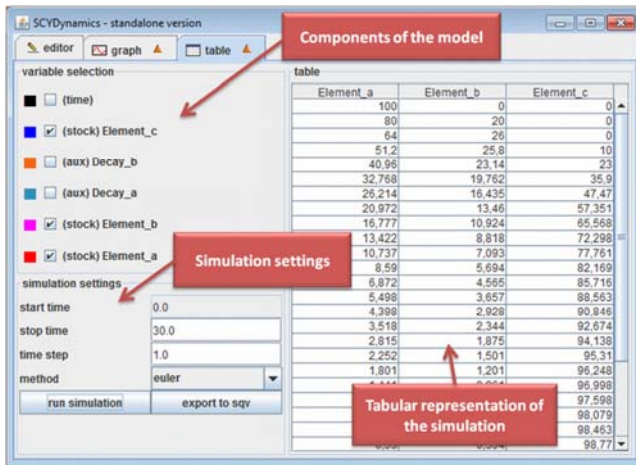 SCYDynamics - standalone version
editor
graph
table
Components of the model
variable selection
(time)
(stock) Element_c
(aux) Decay_b
(aux) Decay_a
(stock) Element_b
(stock) Element_a
Simulation settings
simulation settings
start time 0.0
stop time 30.0
time step 1.0
method euler
run simulation export to sqv
table
Element_a Element_b Element_c
100 0 0
80 20 0
64 26 0
51,2 25,8 10
40,96 23,14 23
32,768 19,762 35,9
26,214 16,435 47,47
20,972 13,46 57,351
16,777 10,924 65,568
13,422 8,818 72,298
10,737 7,093 77,761
8,59 5,694 82,169
6,872 4,565 85,716
5,498 3,657 88,563
4,398 2,928 90,846
3,518 2,344 92,674
2,815 1,875 94,138
2,252 1,501 95,31
1,801 1,201 96,248
96,998
97,598
98,079
98,463
98,77
Tabular representation of
the simulation